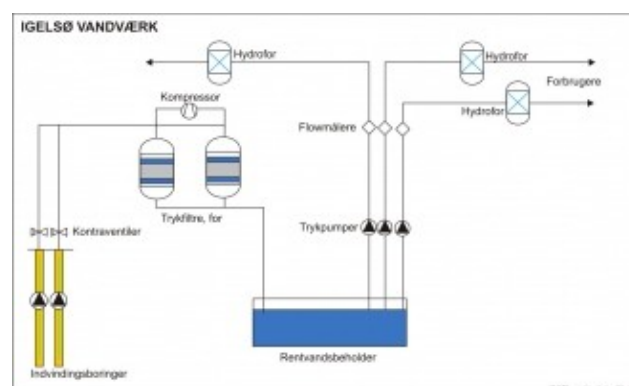 IGELSØ VANDVÆRK
Hydrofor
Hydrofor
Kompressor
Forbrugere
Hydrofor
Flowmålere
Trykfiltre, for
Trykpumper
Kontraventiler
Rentvandsbeholder
Indvindingsboringer